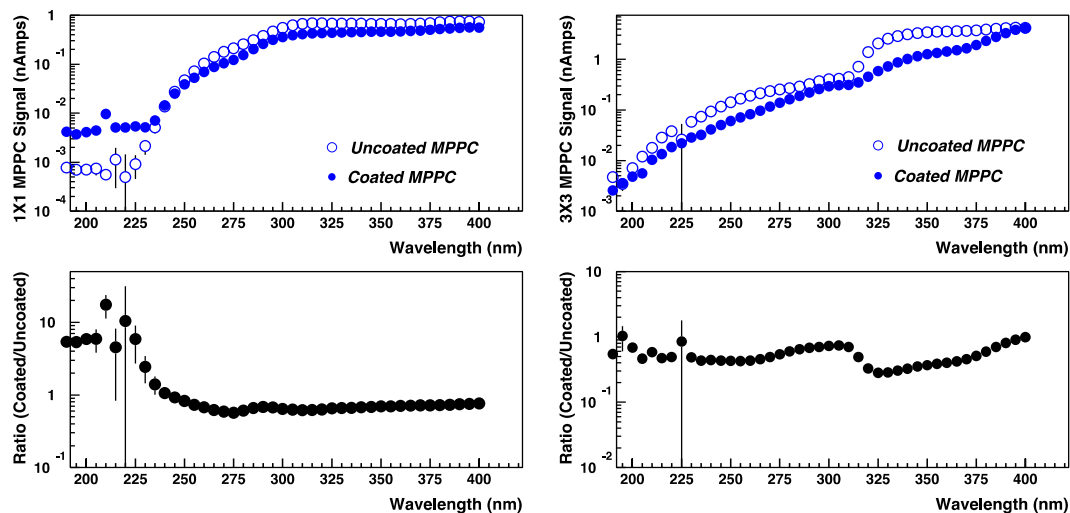 1X1 MPPC Signal (nAmps)
1
10 -1
10 -2
10 -3
10 -4
Uncoated MPPC
Coated MPPC
200 225 250 275 300 325 350 375 400
Wavelength (nm)
3X3 MPPC Signal (nAmps)
1
10 -1
10 -2
10 -3
Uncoated MPPC
Coated MPPC
200 225 250 275 300 325 350 375 400
Wavelength (nm)
Ratio (Coated/Uncoated)
10
1
10 -1
200 225 250 275 300 325 350 375 400
Wavelength (nm)
Ratio (Coated/Uncoated)
10
1
10 -1
10 -2
200 225 250 275 300 325 350 375 400
Wavelength (nm)